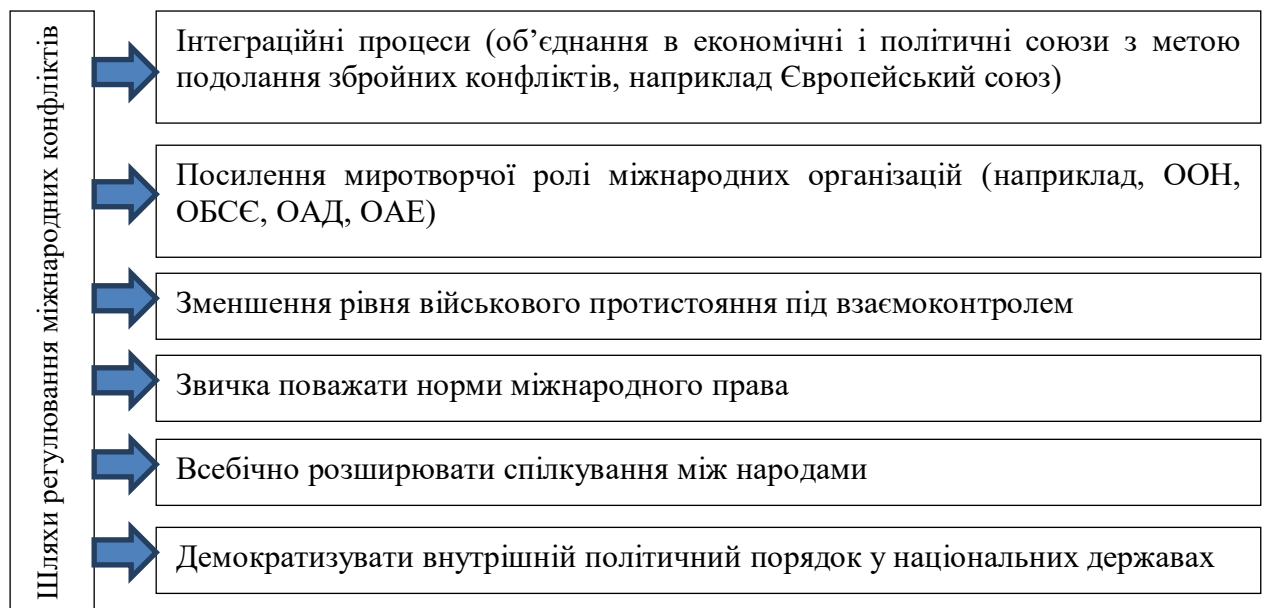 Шляхи регулювання міжнародних конфліктів
Інтеграційні процеси (об’єднання в економічні і політичні союзи з метою
подолання збройних конфліктів, наприклад Європейський союз)
Посилення миротворчої ролі міжнародних організацій (наприклад, ООН,
ОБСЄ, ОАД, ОАЕ)
Зменшення рівня військового протистояння під взаємоконтролем
Звичка поважати норми міжнародного права
Всебічно розширювати спілкування між народами
Демократизувати внутрішній політичний порядок у національних державах